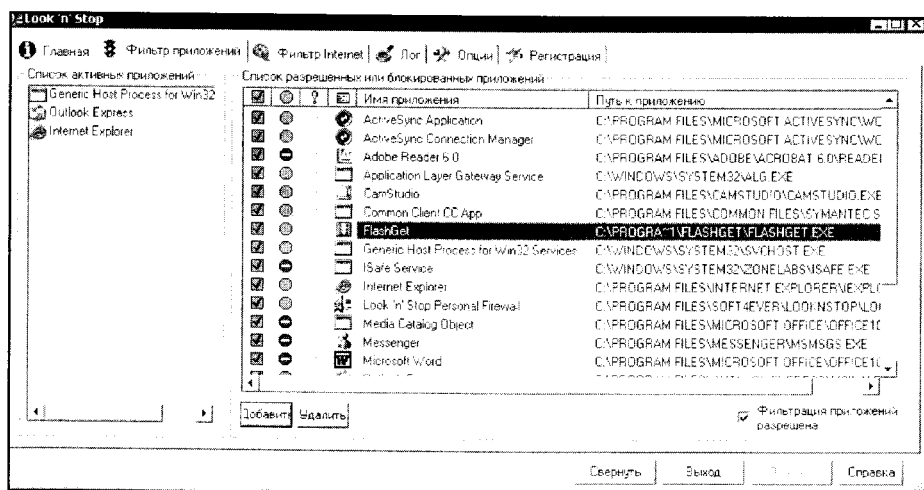 Look 'n' Stop
Главная Фильтр приложений Фильтр Internet Лог Опции Регистрация
Список активных приложений
Generic Host Process for Win32
Outlook Express
Internet Explorer
Список разрешенных или блокированных приложений
? Имя приложения Путь к приложению
ActiveSync Application C:\PROGRAM FILES\MICROSOFT ACTIVESYNC\WC
ActiveSync Connection Manager C:\PROGRAM FILES\MICROSOFT ACTIVESYNC\WC
Adobe Reader 6.0 C:\PROGRAM FILES\ADOBE\ACROBAT 6.0\READEI
Application Layer Gateway Service C:\WINDOWS\SYSTEM32\ALG.EXE
CamStudio C:\PROGRAM FILES\CAMSTUDIO\CAMSTUDIO.EXE
Common Client CC App C:\PROGRAM FILES\COMMON FILES\SYMANTEC S
FlashGet C:\PROGRA~1\FLASHGET\FLASHGET.EXE
Generic Host Process for Win32 Services C:\WINDOWS\SYSTEM32\SVCHOST.EXE
ISafe Service C:\WINDOWS\SYSTEM32\ZONELABS\ISAFE.EXE
Internet Explorer C:\PROGRAM FILES\INTERNET EXPLORER\IEXPL(
Look 'n' Stop Personal Firewall C:\PROGRAM FILES\SOFT4EVER\LOOKNSTOP\LO(
Media Catalog Object C:\PROGRAM FILES\MICROSOFT OFFICE\OFFICE1(
Messenger C:\PROGRAM FILES\MESSENGER\MSMSGS.EXE
Microsoft Word C:\PROGRAM FILES\MICROSOFT OFFICE\OFFICE1(
Добавить Удалить
Фильтрация приложений
разрешена
Свернуть Выход Справка